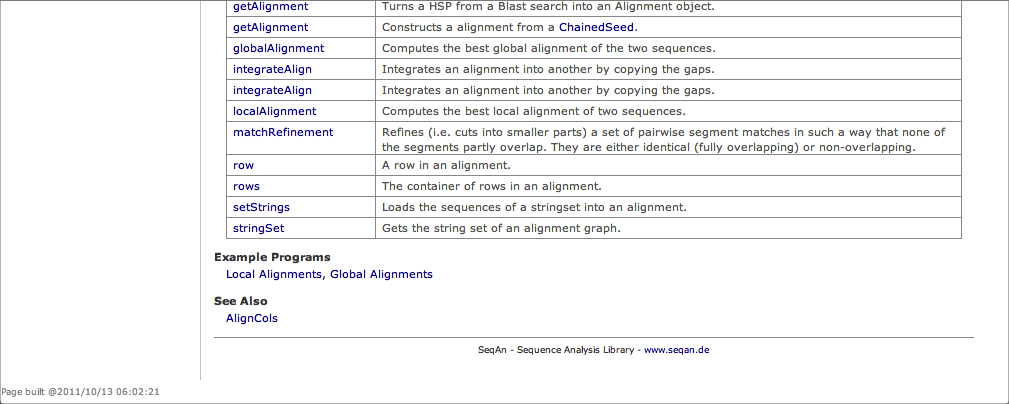 getAlignment Turns a HSP from a Blast search into an Alignment object.
getAlignment Constructs a alignment from a ChainedSeed.
globalAlignment Computes the best global alignment of the two sequences.
integrateAlign Integrates an alignment into another by copying the gaps.
integrateAlign Integrates an alignment into another by copying the gaps.
localAlignment Computes the best local alignment of two sequences.
matchRefinement Refines (i.e. cuts into smaller parts) a set of pairwise segment matches in such a way that none of
the segments partly overlap. They are either identical (fully overlapping) or non-overlapping.
row A row in an alignment.
rows The container of rows in an alignment.
setStrings Loads the sequences of a stringset into an alignment.
stringSet Gets the string set of an alignment graph.
Example Programs
Local Alignments, Global Alignments
See Also
AlignCols
SeqAn - Sequence Analysis Library - www.seqan.de
Page built @2011/10/13 06:02:21